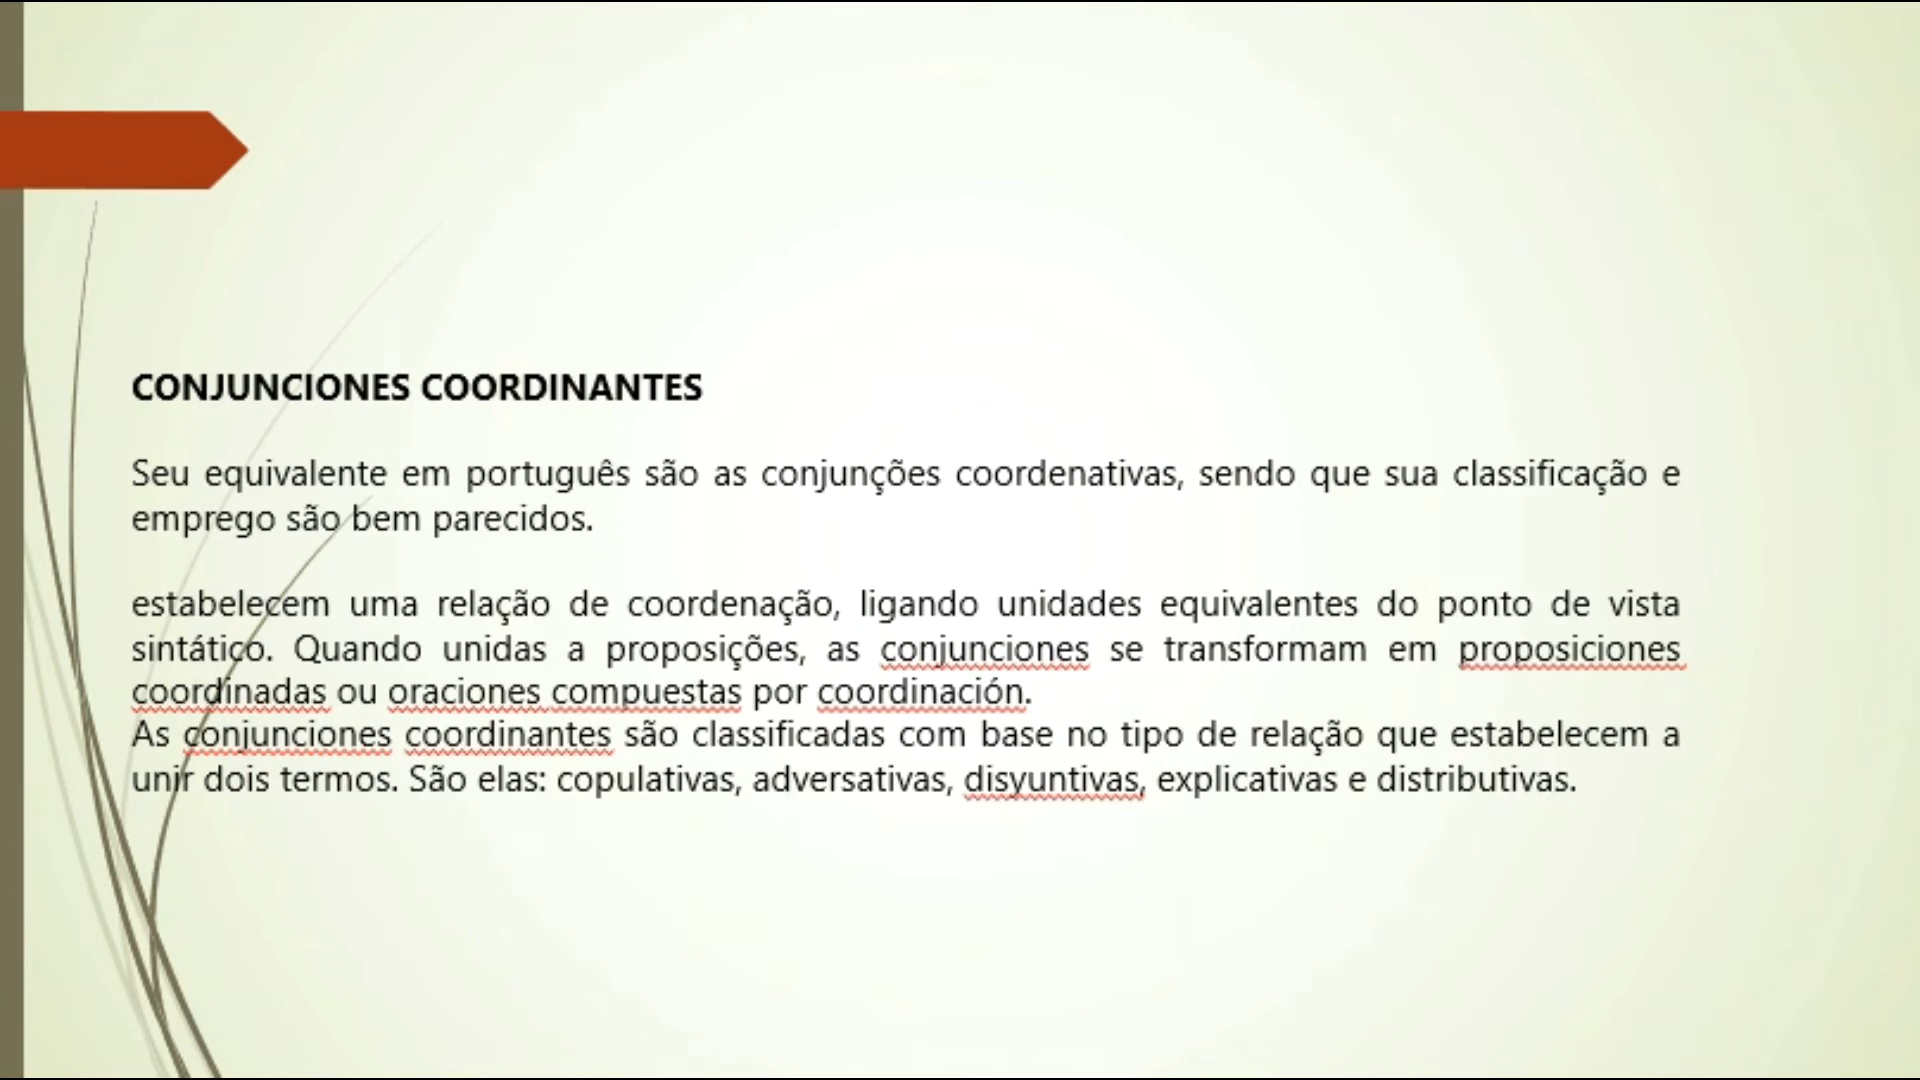 CONJUNCIONES COORDINANTES
Seu equivalente em português são as conjunções coordenativas, sendo que sua classificação e
emprego são bem parecidos.
estabelecem uma relação de coordenação, ligando unidades equivalentes do ponto de vista
sintático. Quando unidas a proposições, as conjunciones se transformam em proposiciones
coordinadas ou oraciones compuestas por coordinación.
As conjunciones coordinantes são classificadas com base no tipo de relação que estabelecem a
unir dois termos. São elas: copulativas, adversativas, disyuntivas, explicativas e distributivas.